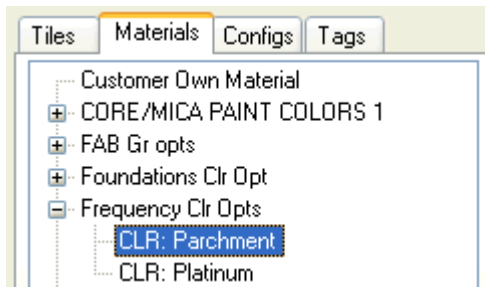 Tiles Materials Configs Tags
Customer Own Material
CORE/MICA PAINT COLORS 1
FAB Gr opts
Foundations Clr Opt
Frequency Clr Opts
CLR: Parchment
CLR: Platinum